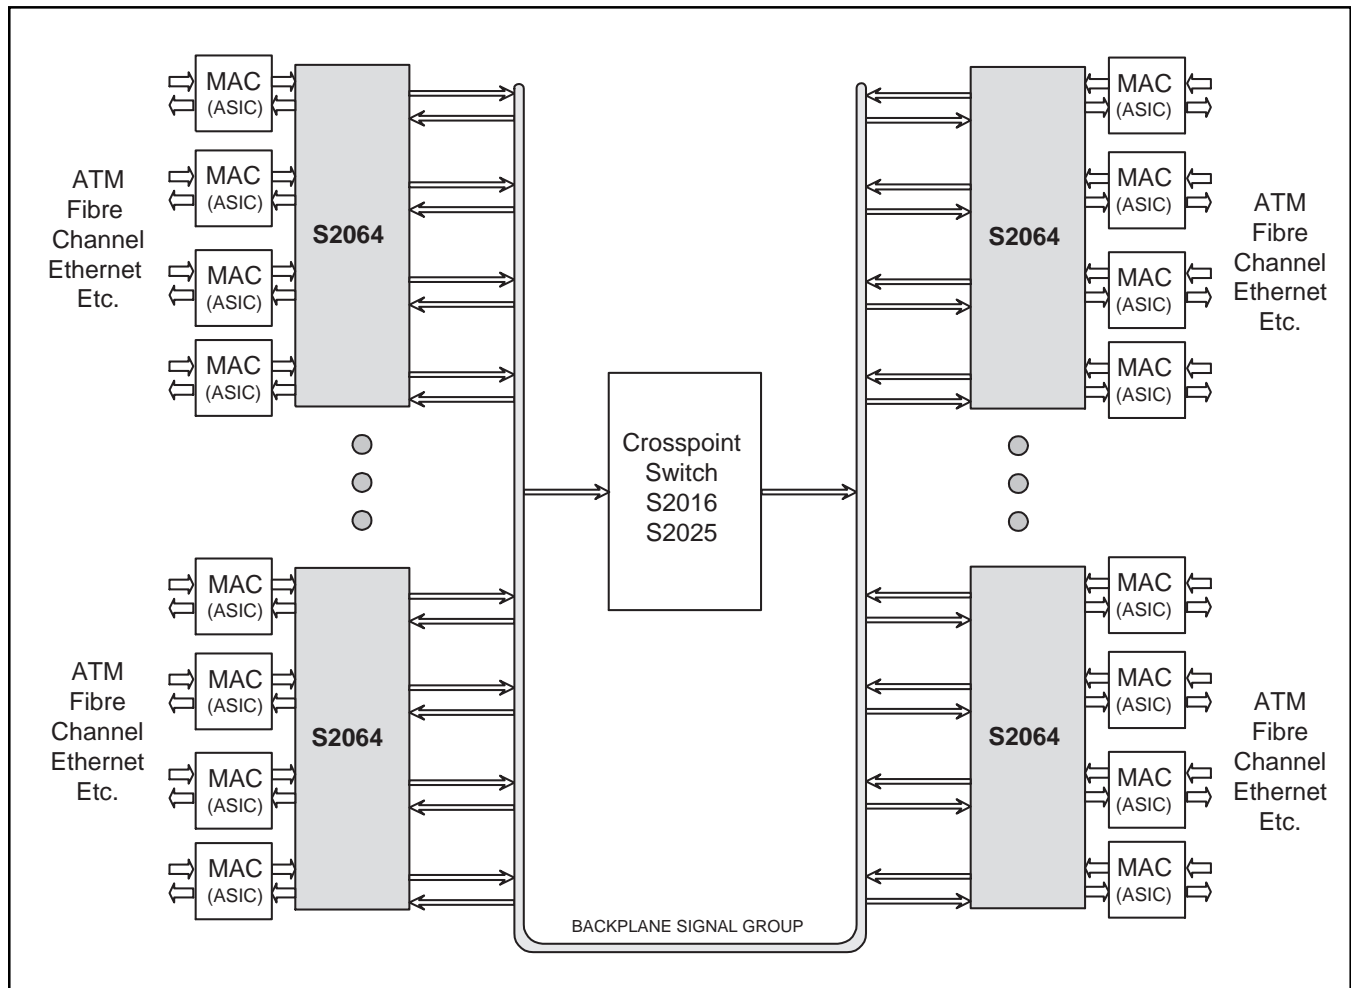 MAC
(ASIC)
MAC
(ASIC)
MAC
(ASIC)
MAC
(ASIC)
ATM
Fibre
Channel
Ethernet
Etc.
S2064
MAC
(ASIC)
MAC
(ASIC)
MAC
(ASIC)
MAC
(ASIC)
ATM
Fibre
Channel
Ethernet
Etc.
S2064
Crosspoint
Switch
S2016
S2025
BACKPLANE SIGNAL GROUP
S2064
MAC
(ASIC)
MAC
(ASIC)
MAC
(ASIC)
MAC
(ASIC)
ATM
Fibre
Channel
Ethernet
Etc.
S2064
MAC
(ASIC)
MAC
(ASIC)
MAC
(ASIC)
MAC
(ASIC)
ATM
Fibre
Channel
Ethernet
Etc.